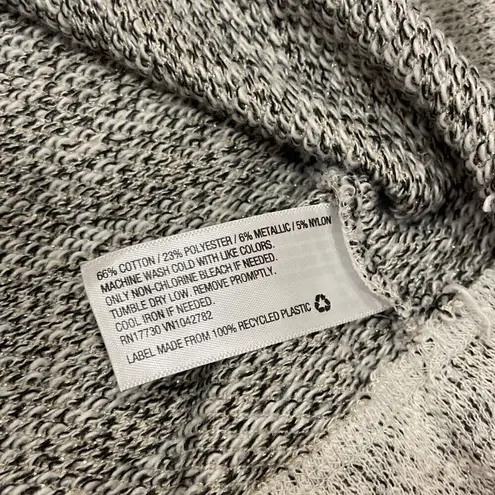 66% COTTON / 23% POLYESTER / 6% METALLIC / 5% NYLON
MACHINE WASH COLD WITH LIKE COLORS.
ONLY NON-CHLORINE BLEACH IF NEEDED.
TUMBLE DRY LOW. REMOVE PROMPTLY.
COOL IRON IF NEEDED.
RN17730 VN1042782
LABEL MADE FROM 100% RECYCLED PLASTIC